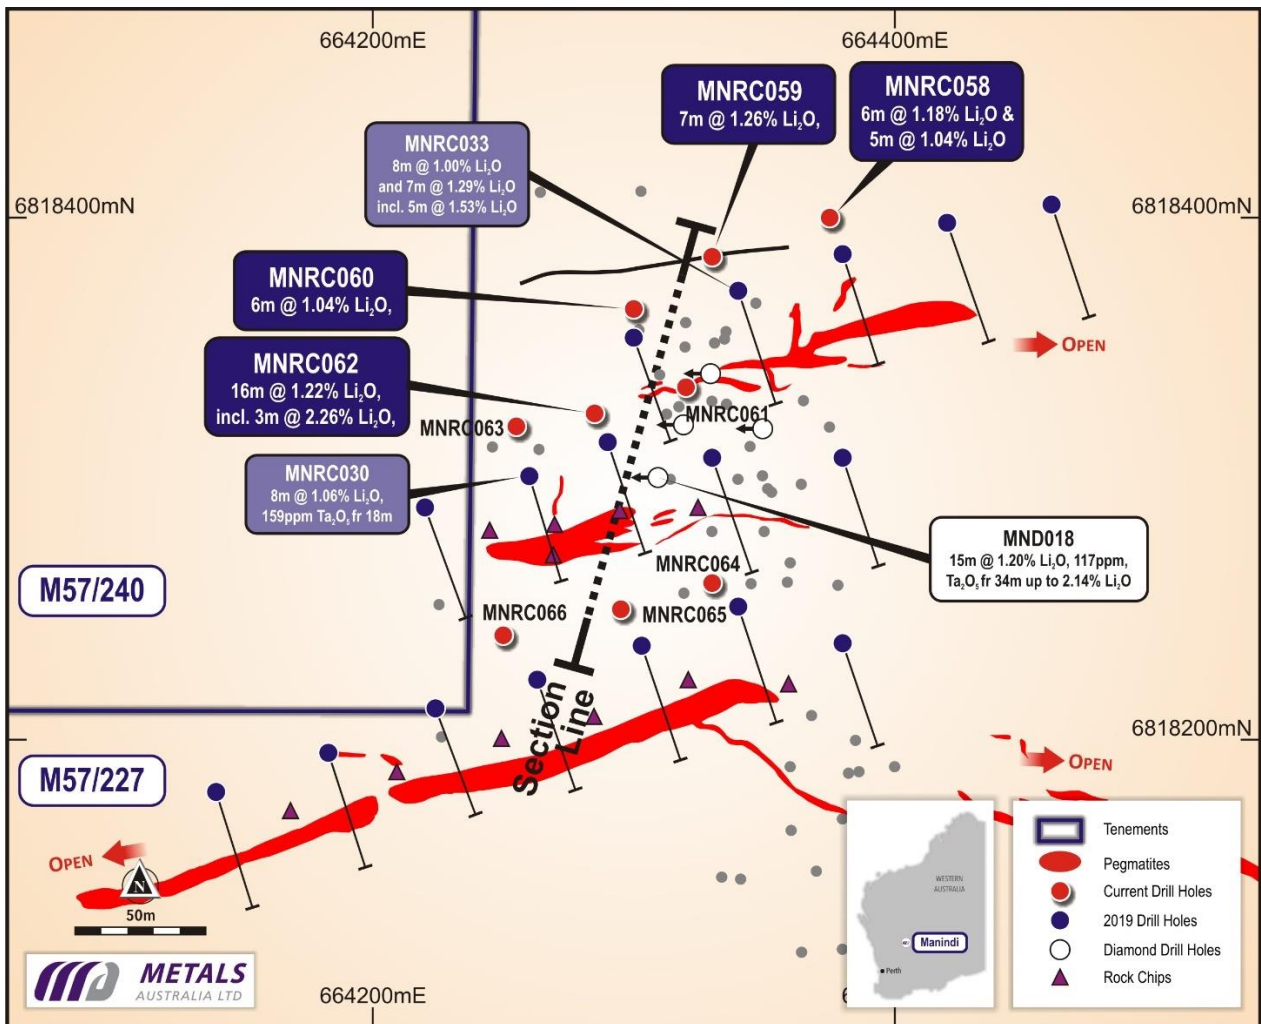 664200mE
664400mE
MNRC059
7m @ 1.26% Li₂O,
MNRC058
6m @ 1.18% Li₂O &
5m @ 1.04% Li₂O
MNRC033
8m @ 1.00% Li₂O
and 7m @ 1.29% Li₂O
incl. 5m @ 1.53% Li₂O
6818400mN
6818400mN
MNRC060
6m @ 1.04% Li₂O,
OPEN
MNRC062
16m @ 1.22% Li₂O,
incl. 3m @ 2.26% Li₂O,
MNRC061
MNRC063
MNRC030
8m @ 1.06% Li₂O,
159ppm Ta₂O₅ fr 18m
MND018
15m @ 1.20% Li₂O, 117ppm,
Ta₂O₅ fr 34m up to 2.14% Li₂O
M57/240
MNRC064
MNRC066
MNRC065
Section
Line
6818200mN
M57/227
OPEN
OPEN
N
50m
WESTERN
AUSTRALIA
Manindi
Perth
Tenements
Pegmatites
Current Drill Holes
2019 Drill Holes
Diamond Drill Holes
Rock Chips
METALS
AUSTRALIA LTD
664200mE